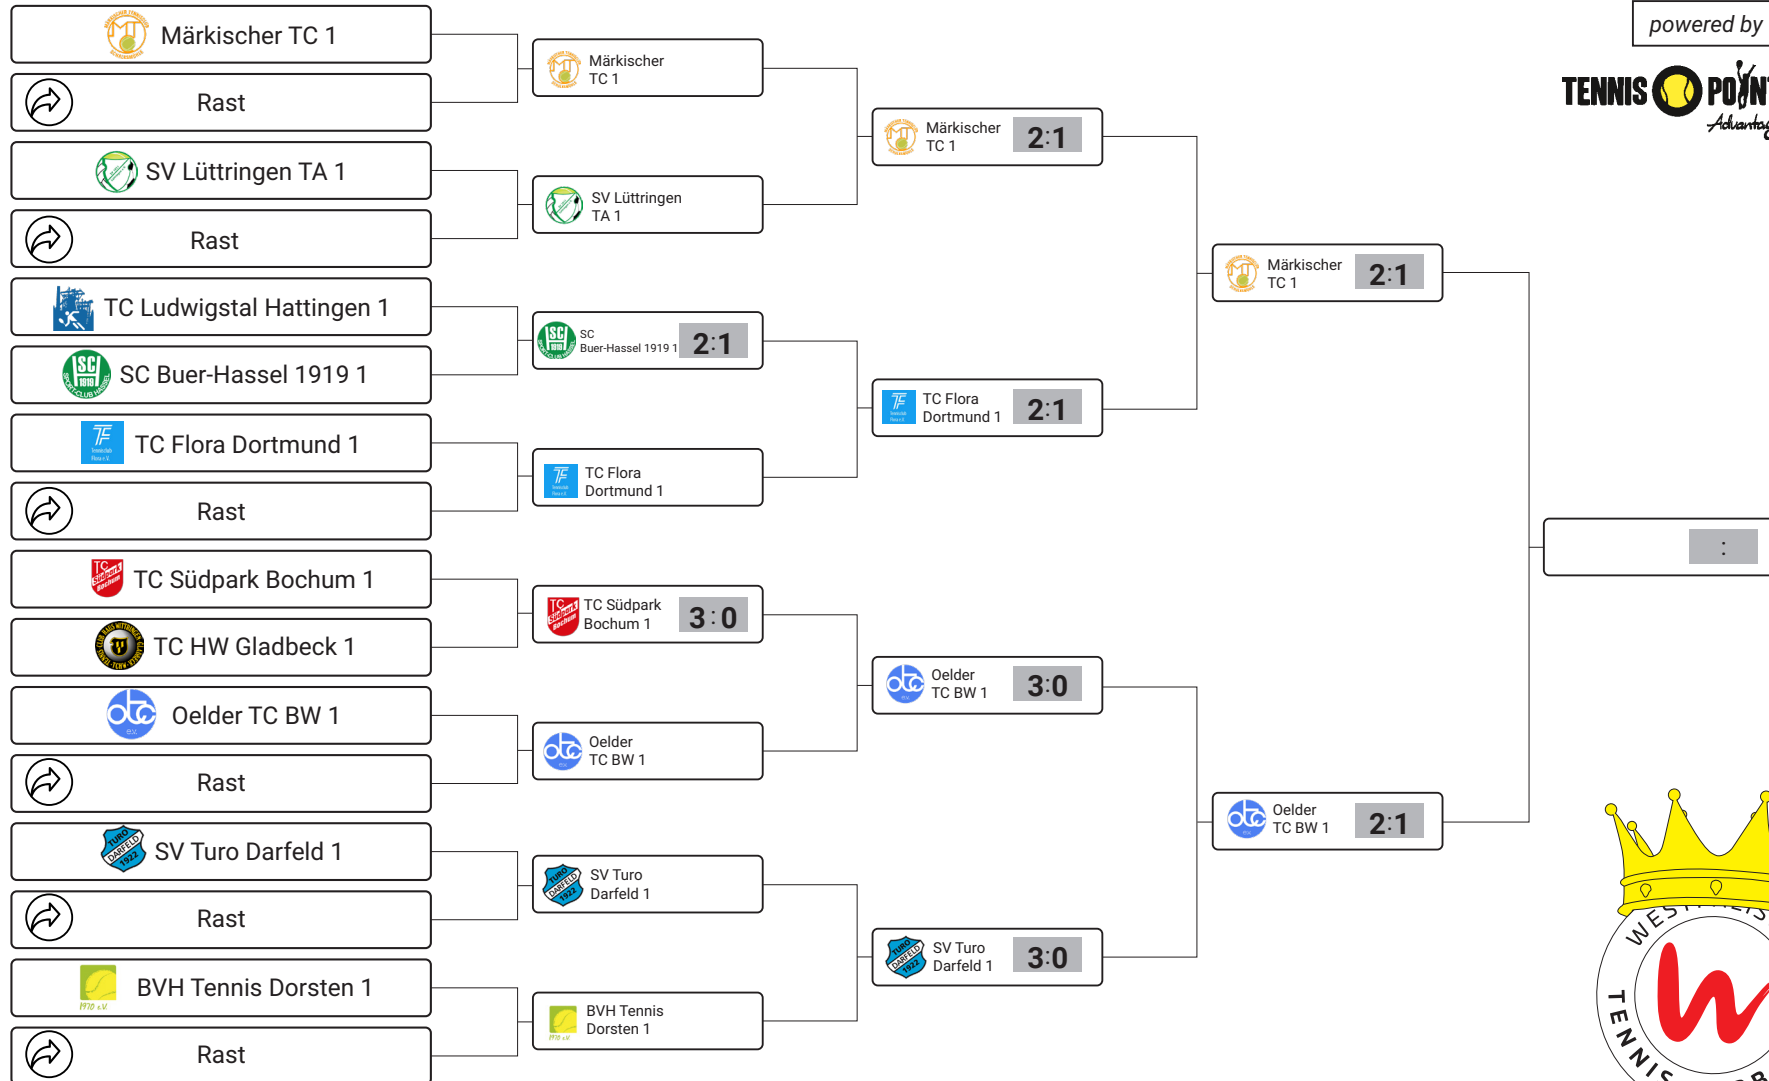 Märkischer TC 1
Rast
SV Lüttringen TA 1
Rast
TC Ludwigstal Hattingen 1
SC Buer-Hassel 1919 1
TC Flora Dortmund 1
Rast
TC Südpark Bochum 1
TC HW Gladbeck 1
Oelder TC BW 1
Rast
SV Turo Darfeld 1
Rast
BVH Tennis Dorsten 1
Rast
Märkischer
TC 1
SV Lüttringen
TA 1
SC
Buer-Hassel 1919 1
2:1
TC Flora
Dortmund 1
TC Südpark
Bochum 1
3:0
Oelder
TC BW 1
SV Turo
Darfeld 1
BVH Tennis
Dorsten 1
Märkischer
TC 1
2:1
TC Flora
Dortmund 1
2:1
Oelder
TC BW 1
3:0
SV Turo
Darfeld 1
3:0
Märkischer
TC 1
2:1
Oelder
TC BW 1
2:1
:
powered by
TENNIS POINT